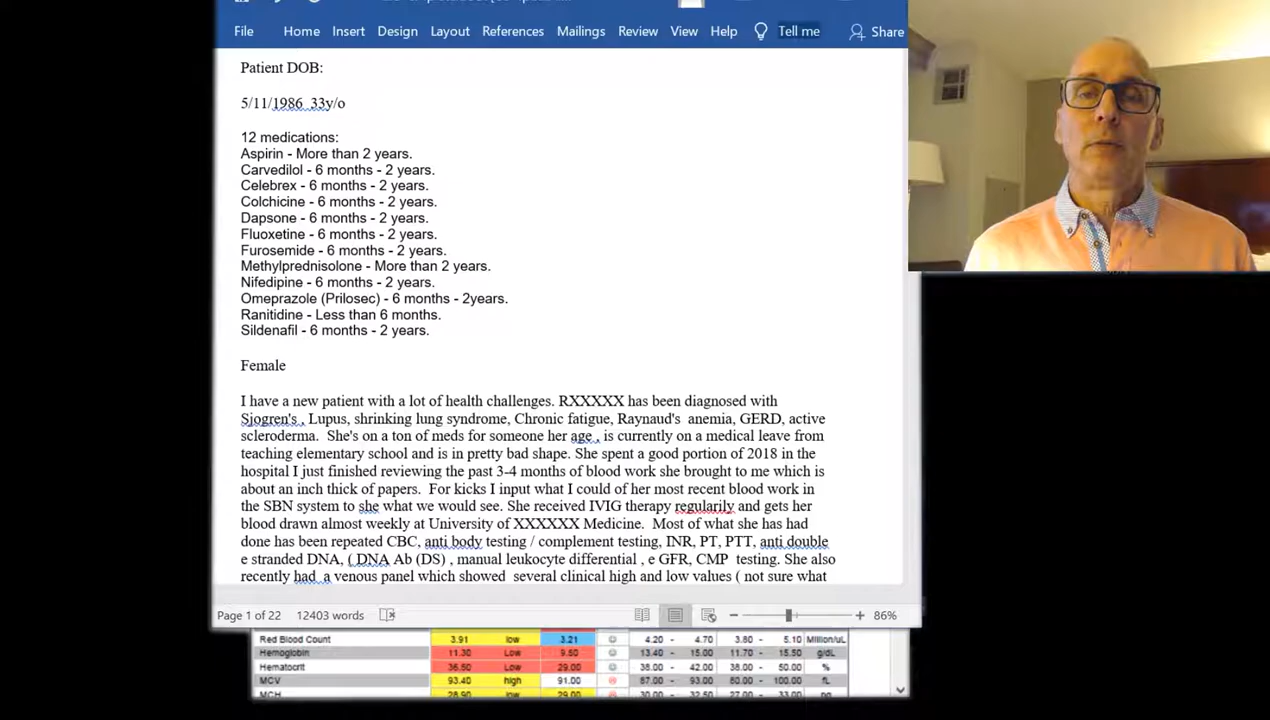 File Home Insert Design Layout References Mailings Review View Help Tell me Share
Patient DOB:
5/11/1986 33y/o
12 medications:
Aspirin - More than 2 years.
Carvedilol - 6 months - 2 years.
Celebrex - 6 months - 2 years.
Colchicine - 6 months - 2 years.
Dapsone - 6 months - 2 years.
Fluoxetine - 6 months - 2 years.
Furosemide - 6 months - 2 years.
Methylprednisolone - More than 2 years.
Nifedipine - 6 months - 2 years.
Omeprazole (Prilosec) - 6 months - 2years.
Ranitidine - Less than 6 months.
Sildenafil - 6 months - 2 years.
Female
I have a new patient with a lot of health challenges. RXXXXX has been diagnosed with
Sjogren's , Lupus, shrinking lung syndrome, Chronic fatigue, Raynaud's anemia, GERD, active
scleroderma. She's on a ton of meds for someone her age , is currently on a medical leave from
teaching elementary school and is in pretty bad shape. She spent a good portion of 2018 in the
hospital I just finished reviewing the past 3-4 months of blood work she brought to me which is
about an inch thick of papers. For kicks I input what I could of her most recent blood work in
the SBN system to she what we would see. She received IVIG therapy regularily and gets her
blood drawn almost weekly at University of XXXXXX Medicine. Most of what she has had
done has been repeated CBC, anti body testing / complement testing, INR, PT, PTT, anti double
e stranded DNA, ( DNA Ab (DS) , manual leukocyte differential , e GFR, CMP testing. She also
recently had a venous panel which showed several clinical high and low values ( not sure what
Page 1 of 22 12403 words 86%
Red Blood Count 3.91 low 3.21 4.20 - 4.70 3.80 - 5.10 Million/uL
Hemoglobin 11.30 Low 9.50 13.40 - 15.00 11.70 - 15.50 g/dL
Hematocrit 36.50 Low 29.00 38.00 - 42.00 38.00 - 50.00 %
MCV 93.40 high 91.00 87.00 - 93.00 80.00 - 100.00 fL
MCH 28.90 low 29.00 30.00 - 32.50 27.00 - 33.00 pg